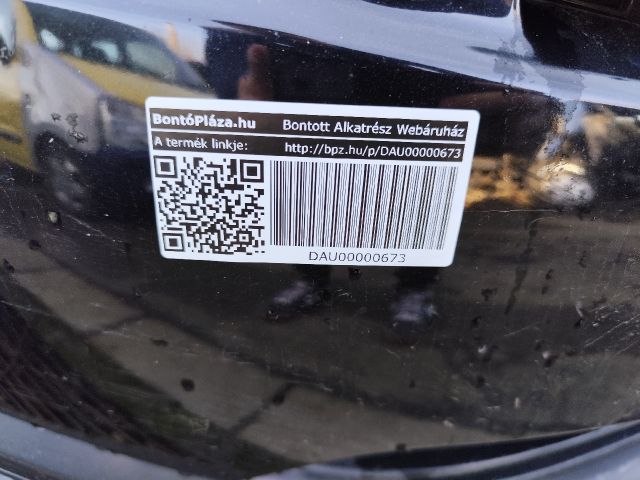 BontóPláza.hu Bontott Alkatrész Webáruház
A termék linkje: http://bpz.hu/p/DAU00000673
DAU00000673